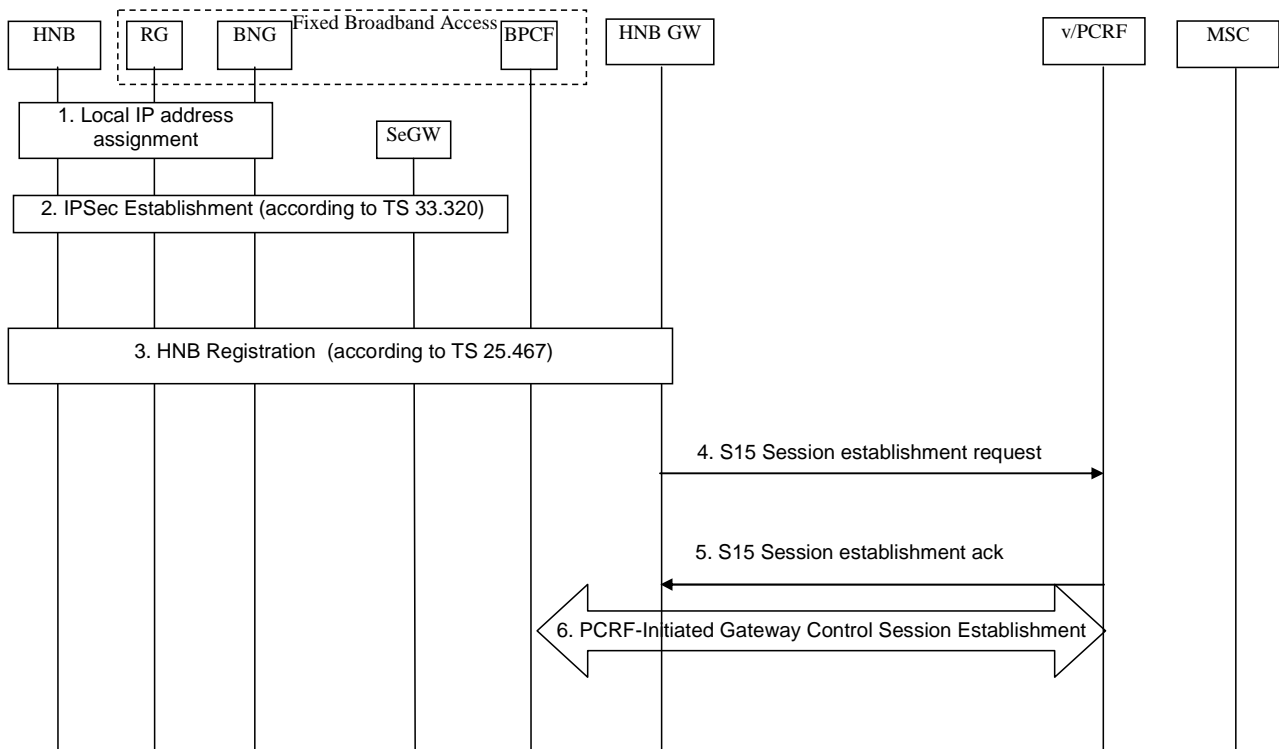 Fixed Broadband Access
HNB
RG
BNG
BPCF
HNB GW
v/PCRF
MSC
1. Local IP address
assignment
SeGW
2. IPSec Establishment (according to TS 33.320)
3. HNB Registration (according to TS 25.467)
4. S15 Session establishment request
5. S15 Session establishment ack
6. PCRF-Initiated Gateway Control Session Establishment